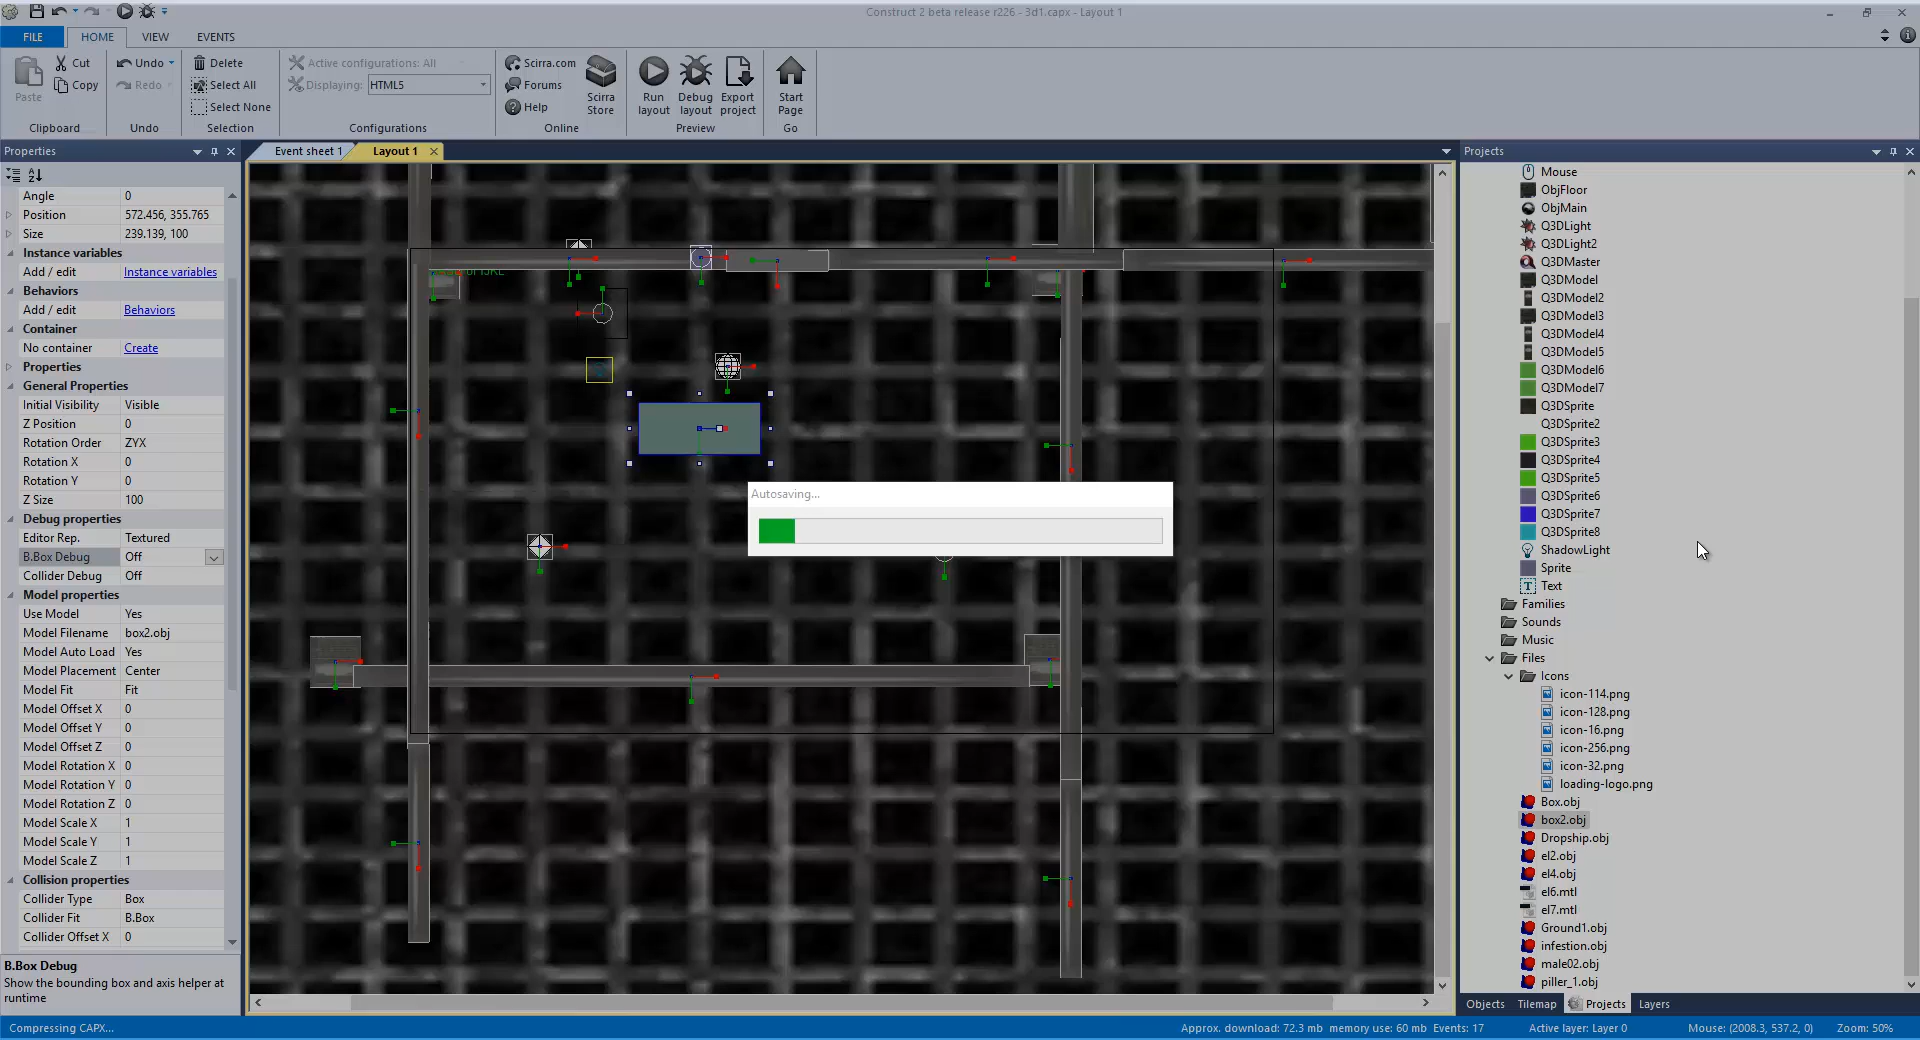 Construct 2 beta release r226 - 3d1.capx - Layout 1
FILE
HOME
VIEW
EVENTS
Paste
Cut
Copy
Clipboard
Undo
Redo
Undo
Delete
Select All
Select None
Selection
Active configurations: All
Displaying:
HTML5
Configurations
Scirra.com
Forums
Help
Online
Scirra Store
Run layout
Debug layout
Export project
Preview
Start Page
Go
Properties
Event sheet 1
Layout 1
Projects
Angle 0
Position 572.456, 355.765
Size 239.139, 100
Instance variables
Add / edit Instance variables
Behaviors
Add / edit Behaviors
Container
No container Create
Properties
General Properties
Initial Visibility Visible
Z Position 0
Rotation Order ZYX
Rotation X 0
Rotation Y 0
Z Size 100
Debug properties
Editor Rep. Textured
B.Box Debug Off
Collider Debug Off
Model properties
Use Model Yes
Model Filename box2.obj
Model Auto Load Yes
Model Placement Center
Model Fit Fit
Model Offset X 0
Model Offset Y 0
Model Offset Z 0
Model Rotation X 0
Model Rotation Y 0
Model Rotation Z 0
Model Scale X 1
Model Scale Y 1
Model Scale Z 1
Collision properties
Collider Type Box
Collider Fit B.Box
Collider Offset X 0
B.Box Debug
Show the bounding box and axis helper at
runtime
Autosaving...
Mouse
ObjFloor
ObjMain
Q3DLight
Q3DLight2
Q3DMaster
Q3DModel
Q3DModel2
Q3DModel3
Q3DModel4
Q3DModel5
Q3DModel6
Q3DModel7
Q3DSprite
Q3DSprite2
Q3DSprite3
Q3DSprite4
Q3DSprite5
Q3DSprite6
Q3DSprite7
Q3DSprite8
ShadowLight
Sprite
Text
Families
Sounds
Music
Files
Icons
icon-114.png
icon-128.png
icon-16.png
icon-256.png
icon-32.png
loading-logo.png
Box.obj
box2.obj
Dropship.obj
el2.obj
el4.obj
el6.mtl
el7.mtl
Ground1.obj
infestion.obj
male02.obj
piller_1.obj
Objects
Tilemap
Projects
Layers
Compressing CAPX...
Approx. download: 72.3 mb memory use: 60 mb Events: 17
Active layer: Layer 0
Mouse: (2008.3, 537.2, 0)
Zoom: 50%